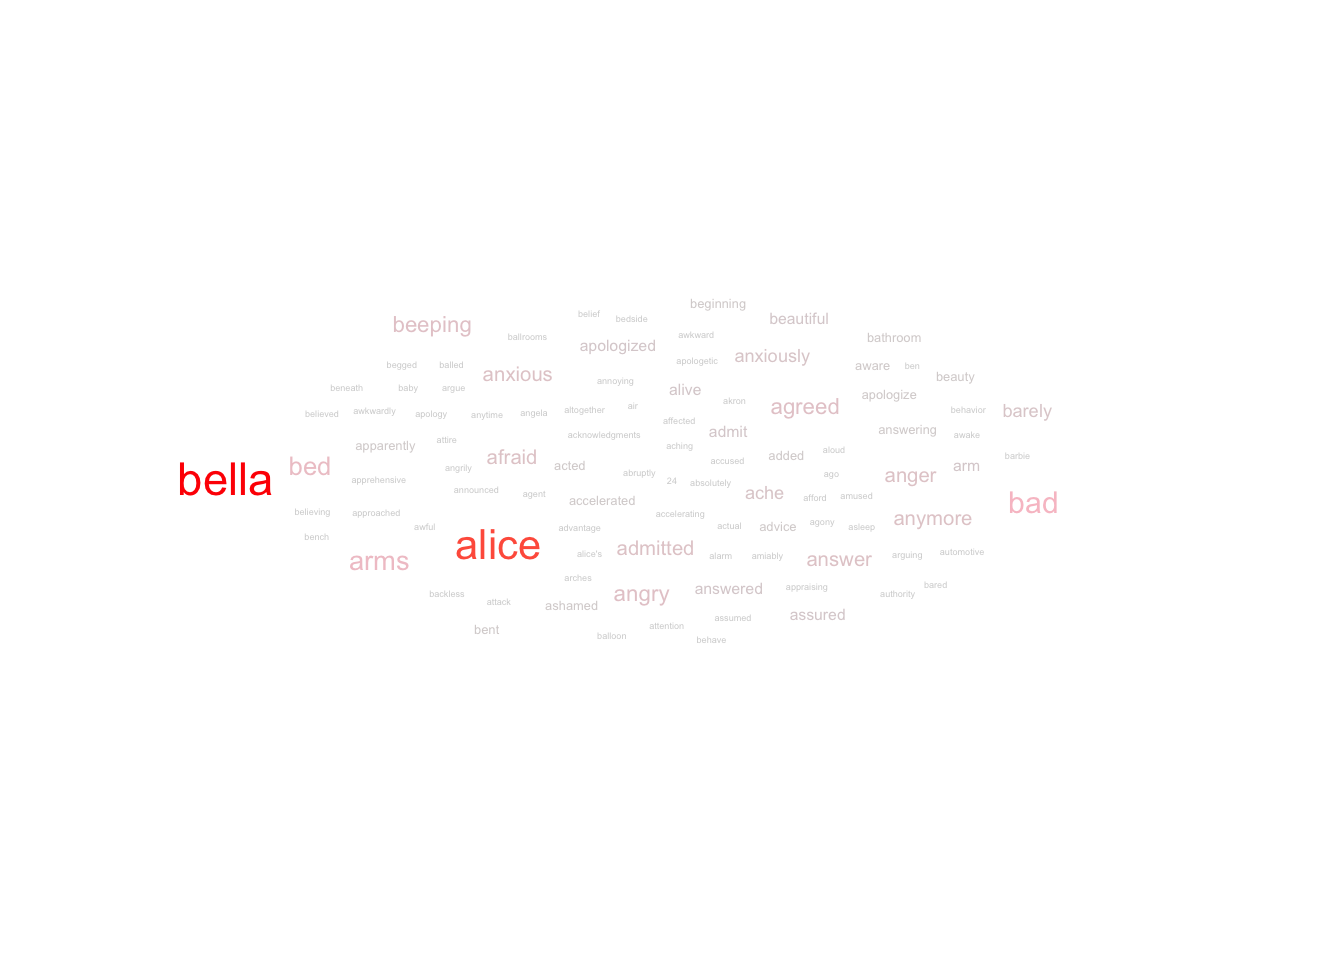 beginning
belief
bedside
beautiful
beeping
ballrooms
awkward
bathroom
apologized
anxiously
apologetic
begged
balled
aware
ben
anxious
annoying
beauty
beneath
baby
argue
alive
apologize
akron
air
agreed
altogether
behavior
barely
believed
awkwardly
apology
anytime
angela
affected
answering
admit
acknowledgments
awake
attire
apparently
aching
aloud
added
barbie
afraid
accused
bed
angrily
acted
arm
abruptly
ago
anger
bella
apprehensive
24
absolutely
announced
agent
ache
afford
amused
accelerated
bad
believing
approached
accelerating
anymore
agony
awful
advantage
actual
advice
asleep
bench
alice
admitted
alice's
alarm
amiably
answer
arguing
automotive
arms
arches
bared
answered
appraising
backless
angry
authority
attack
ashamed
assured
assumed
attention
bent
balloon
behave